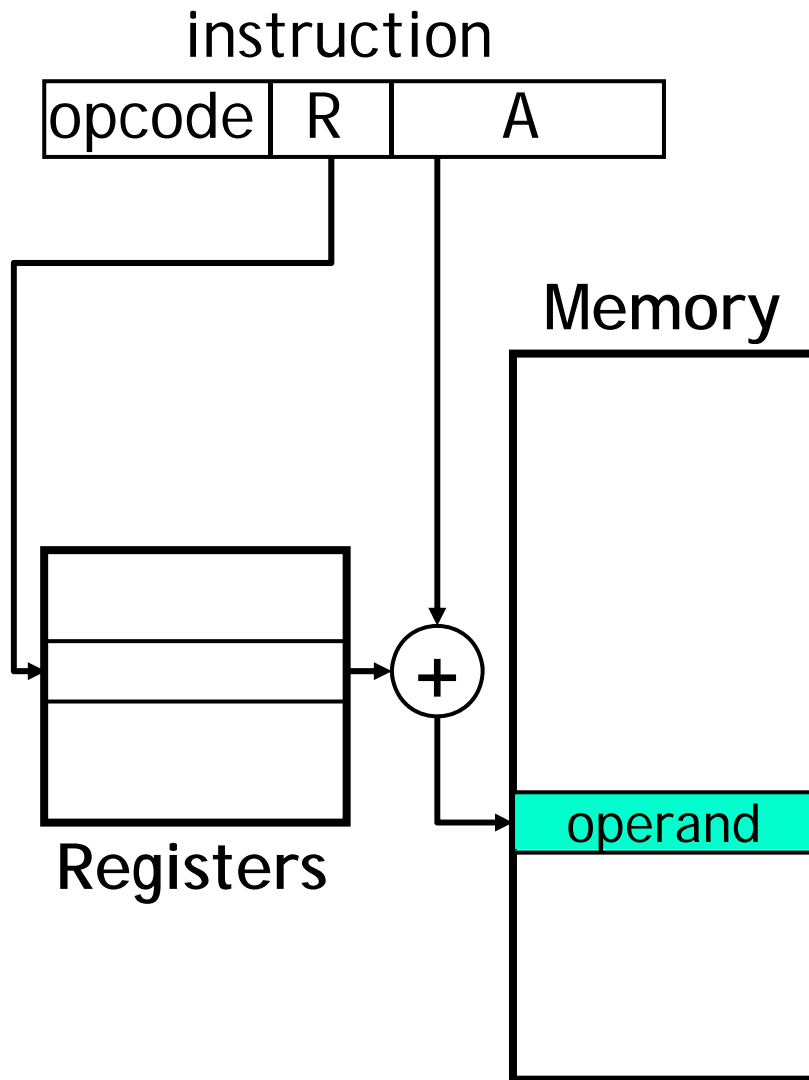 instruction
opcode R A
Memory
+
operand
Registers